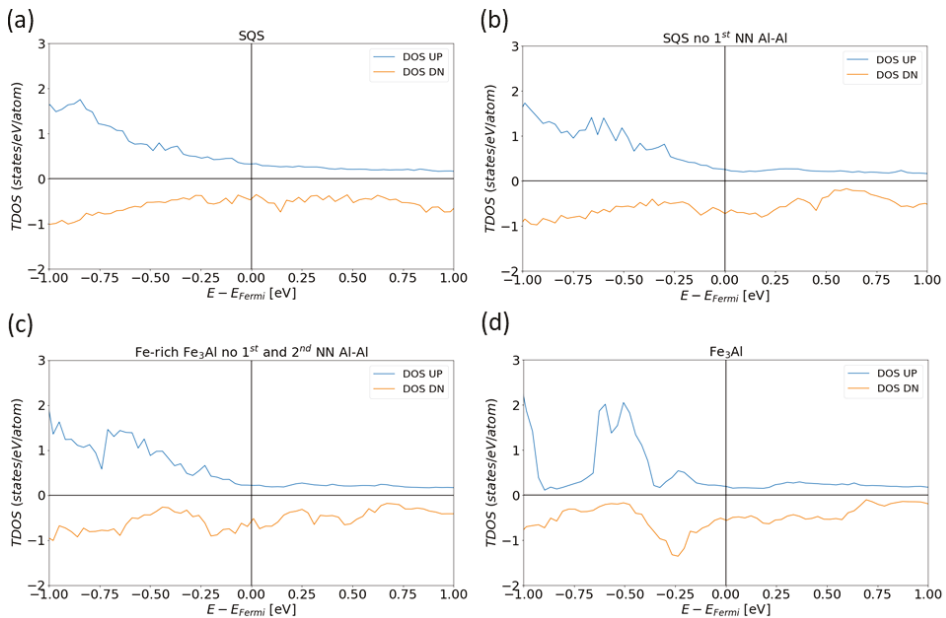 (a)
SQS
3
2
1
0
−1
−2
TDOS (states/eV/atom)
DOS UP
DOS DN
−1.00 −0.75 −0.50 −0.25 0.00 0.25 0.50 0.75 1.00
E − E_Fermi [eV]
(b)
SQS no 1st NN Al-Al
3
2
1
0
−1
−2
TDOS (states/eV/atom)
DOS UP
DOS DN
−1.00 −0.75 −0.50 −0.25 0.00 0.25 0.50 0.75 1.00
E − E_Fermi [eV]
(c)
Fe-rich Fe₃Al no 1st and 2nd NN Al-Al
3
2
1
0
−1
−2
TDOS (states/eV/atom)
DOS UP
DOS DN
−1.00 −0.75 −0.50 −0.25 0.00 0.25 0.50 0.75 1.00
E − E_Fermi [eV]
(d)
Fe₃Al
3
2
1
0
−1
−2
TDOS (states/eV/atom)
DOS UP
DOS DN
−1.00 −0.75 −0.50 −0.25 0.00 0.25 0.50 0.75 1.00
E − E_Fermi [eV]